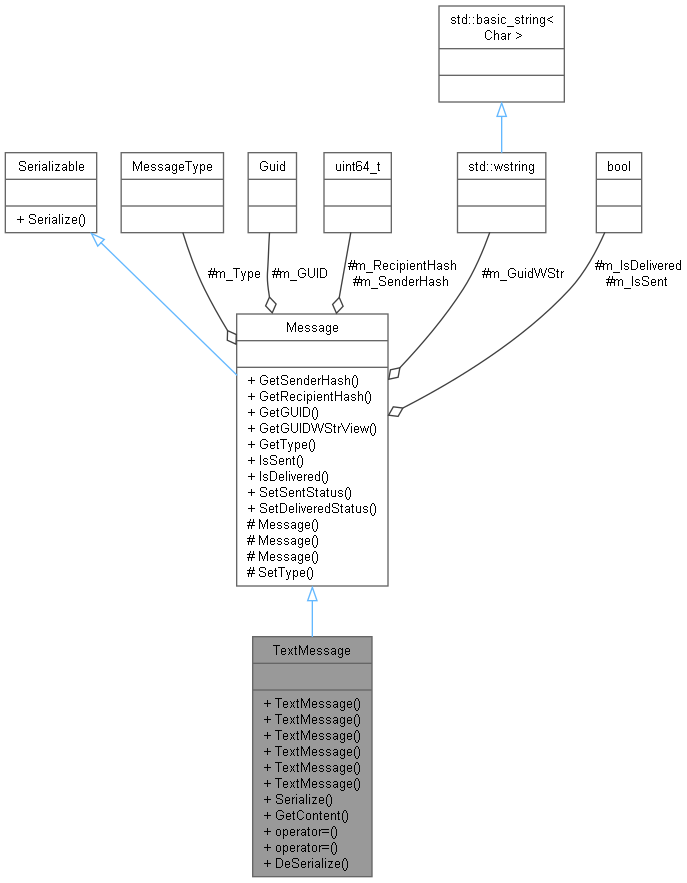 std::basic_string<
Char >
Serializable
+ Serialize()
MessageType
Guid
uint64_t
std::wstring
bool
#m_Type
#m_GUID
#m_RecipientHash
#m_SenderHash
#m_GuidWStr
#m_IsDelivered
#m_IsSent
Message
+ GetSenderHash()
+ GetRecipientHash()
+ GetGUID()
+ GetGUIDWStrView()
+ GetType()
+ IsSent()
+ IsDelivered()
+ SetSentStatus()
+ SetDeliveredStatus()
# Message()
# Message()
# Message()
# SetType()
TextMessage
+ TextMessage()
+ TextMessage()
+ TextMessage()
+ TextMessage()
+ TextMessage()
+ TextMessage()
+ Serialize()
+ GetContent()
+ operator=()
+ operator=()
+ DeSerialize()